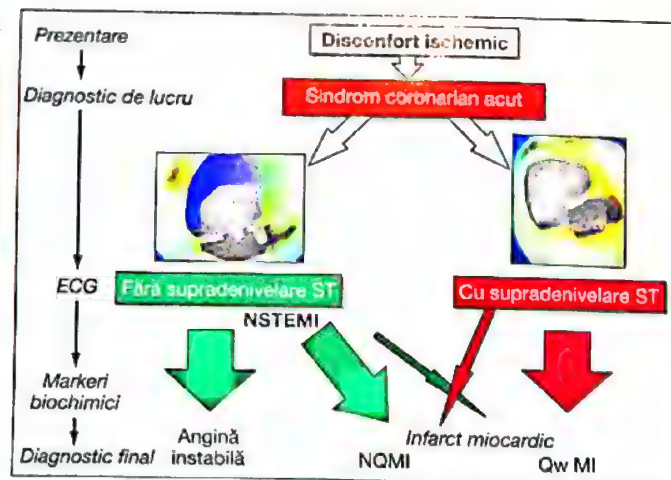 Prezentare
Disconfort ischemic
Diagnostic de lucru
Sindrom coronarian acut
ECG
Fără supradenivelare ST
Cu supradenivelare ST
NSTEMI
Markeri
biochimici
Diagnostic final
Angină
instabilă
Infarct miocardic
NQMI
Qw MI